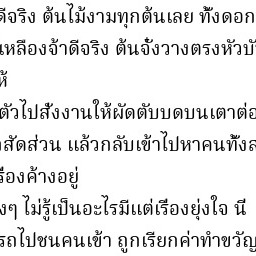 ดีจริง ต้นไม้งามทุกต้นเลย ทั้งดอก
เหลืองจ้าดีจริง ต้นจั๋งวางตรงหัวบั
ห้
ตัวไปสั่งงานให้ผัดตับบดบนเตาต่อ
สัดส่วน แล้วกลับเข้าไปหาคนทั้งส
รื่องค้างอยู่
งๆ ไม่รู้เป็นอะไรมีแต่เรื่องยุ่งใจ นี่
รถไปชนคนเข้า ถูกเรียกค่าทำขวัญ